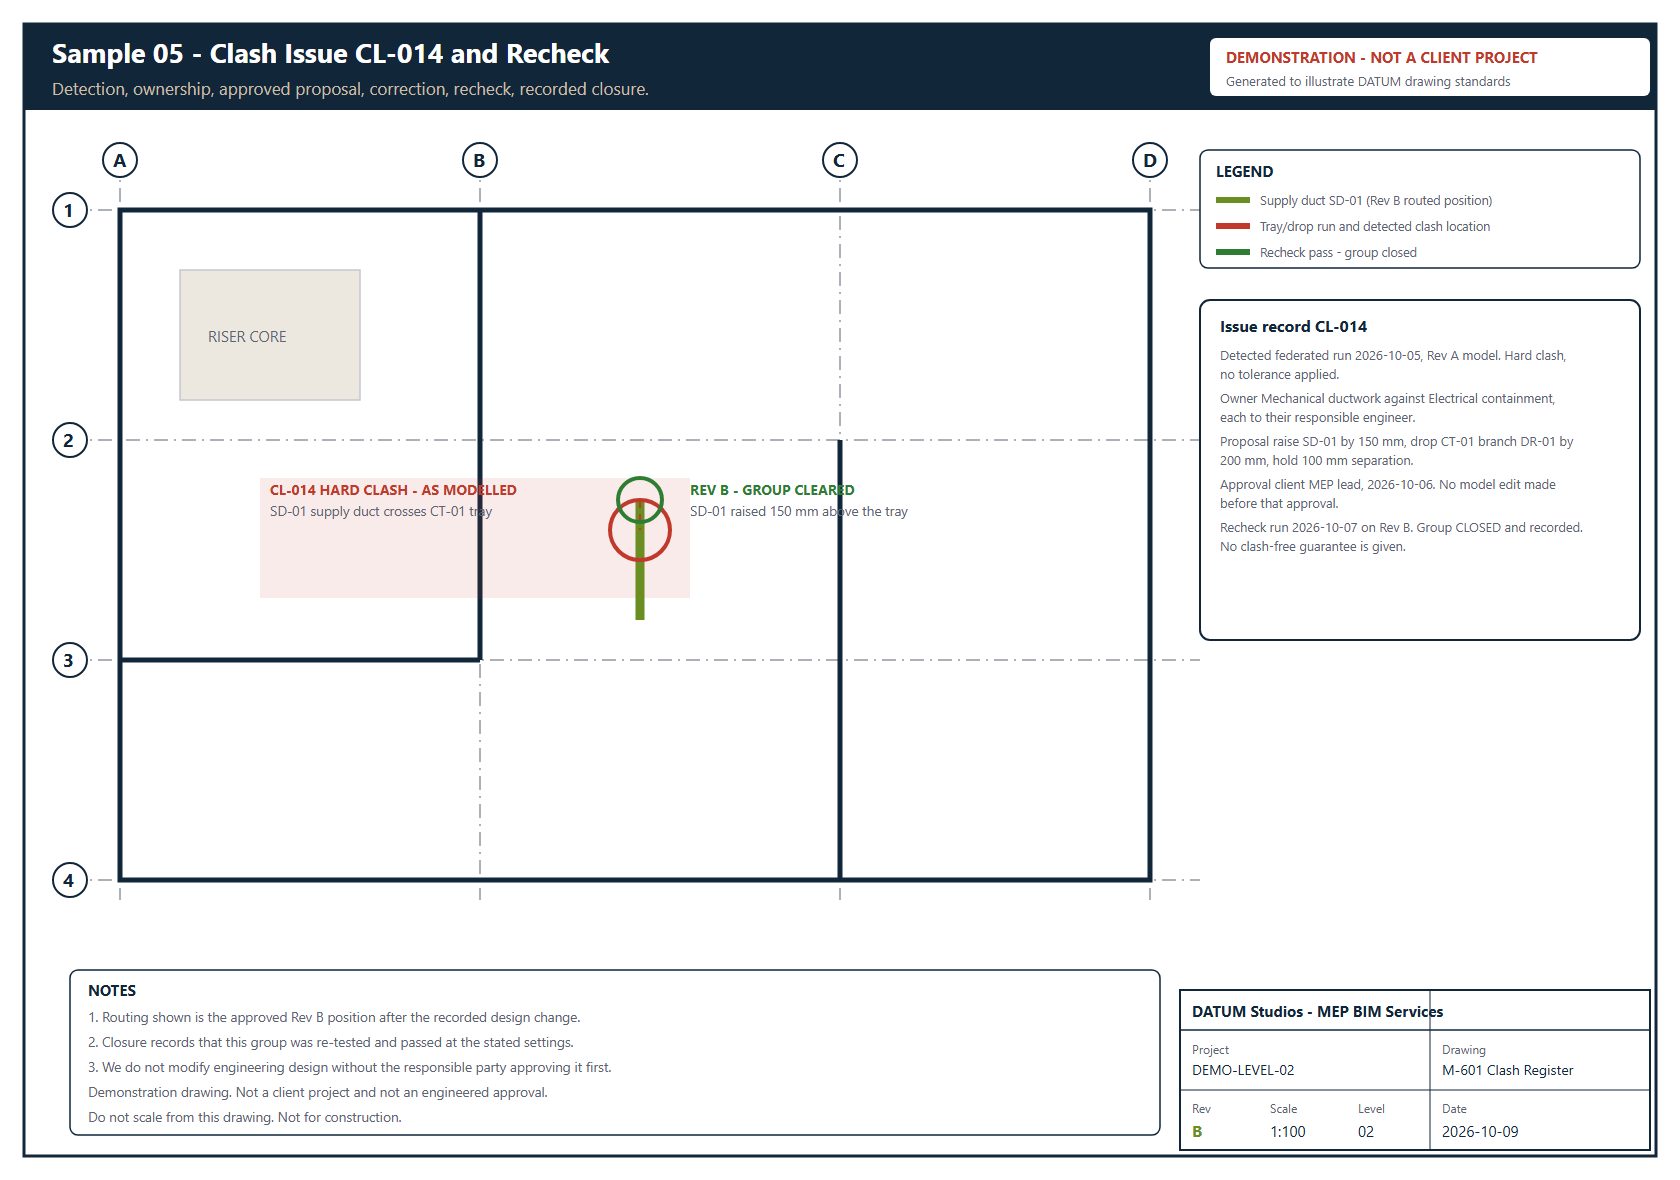 Sample 05 - Clash Issue CL-014 and Recheck
Detection, ownership, approved proposal, correction, recheck, recorded closure.
DEMONSTRATION - NOT A CLIENT PROJECT
Generated to illustrate DATUM drawing standards
A
B
C
D
1
2
3
4
RISER CORE
CL-014 HARD CLASH - AS MODELLED
SD-01 supply duct crosses CT-01 tray
REV B - GROUP CLEARED
SD-01 raised 150 mm above the tray
LEGEND
Supply duct SD-01 (Rev B routed position)
Tray/drop run and detected clash location
Recheck pass - group closed
Issue record CL-014
Detected federated run 2026-10-05, Rev A model. Hard clash,
no tolerance applied.
Owner Mechanical ductwork against Electrical containment,
each to their responsible engineer.
Proposal raise SD-01 by 150 mm, drop CT-01 branch DR-01 by
200 mm, hold 100 mm separation.
Approval client MEP lead, 2026-10-06. No model edit made
before that approval.
Recheck run 2026-10-07 on Rev B. Group CLOSED and recorded.
No clash-free guarantee is given.
NOTES
1. Routing shown is the approved Rev B position after the recorded design change.
2. Closure records that this group was re-tested and passed at the stated settings.
3. We do not modify engineering design without the responsible party approving it first.
Demonstration drawing. Not a client project and not an engineered approval.
Do not scale from this drawing. Not for construction.
DATUM Studios - MEP BIM Services
Project
DEMO-LEVEL-02
Drawing
M-601 Clash Register
Rev
B
Scale
1:100
Level
02
Date
2026-10-09